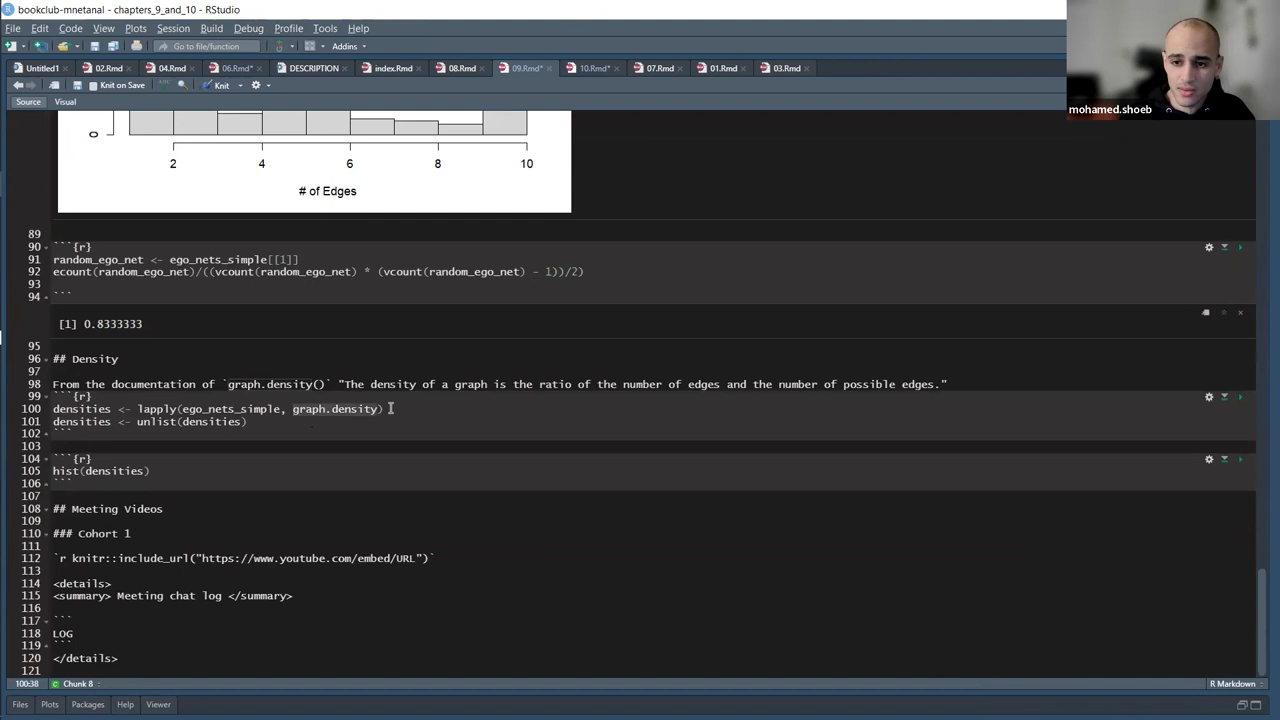 bookclub-mnetanal - chapters_9_and_10 - RStudio
File Edit Code View Plots Session Build Debug Profile Tools Help
Go to file/function Addins
Untitled1 02.Rmd 04.Rmd 06.Rmd* DESCRIPTION index.Rmd 08.Rmd 09.Rmd* 10.Rmd* 07.Rmd 01.Rmd 03.Rmd
Knit on Save Knit
Source Visual
mohamed.shoeb
0
2 4 6 8 10
# of Edges
89
90 ```{r}
91 random_ego_net <- ego_nets_simple[[1]]
92 ecount(random_ego_net)/((vcount(random_ego_net) * (vcount(random_ego_net) - 1))/2)
93
94 ```
[1] 0.8333333
95
96 ## Density
97
98 From the documentation of `graph.density()` "The density of a graph is the ratio of the number of edges and the number of possible edges."
99 ```{r}
100 densities <- lapply(ego_nets_simple, graph.density)
101 densities <- unlist(densities)
102 ```
103
104 ```{r}
105 hist(densities)
106 ```
107
108 ## Meeting Videos
109
110 ### Cohort 1
111
112 `r knitr::include_url("https://www.youtube.com/embed/URL")`
113
114 <details>
115 <summary> Meeting chat log </summary>
116
117 ```
118 LOG
119 ```
120 </details>
121
100:38 Chunk 8 R Markdown
Files Plots Packages Help Viewer